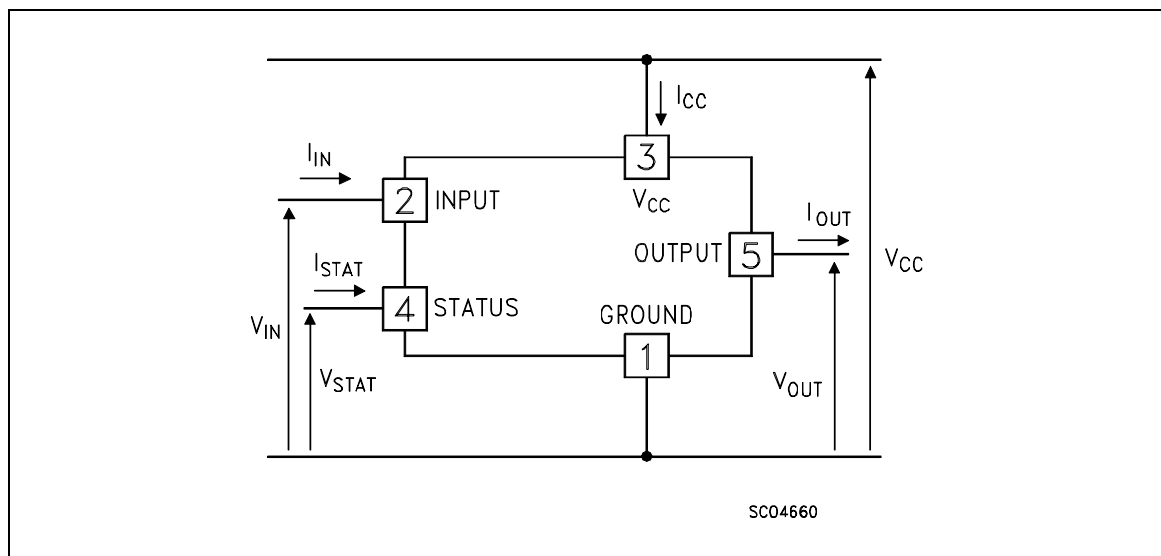 I_CC
3
V_CC
I_IN
2 INPUT
I_STAT
4 STATUS
V_IN
V_STAT
OUTPUT 5
I_OUT
V_CC
GROUND
1
V_OUT
SC04660